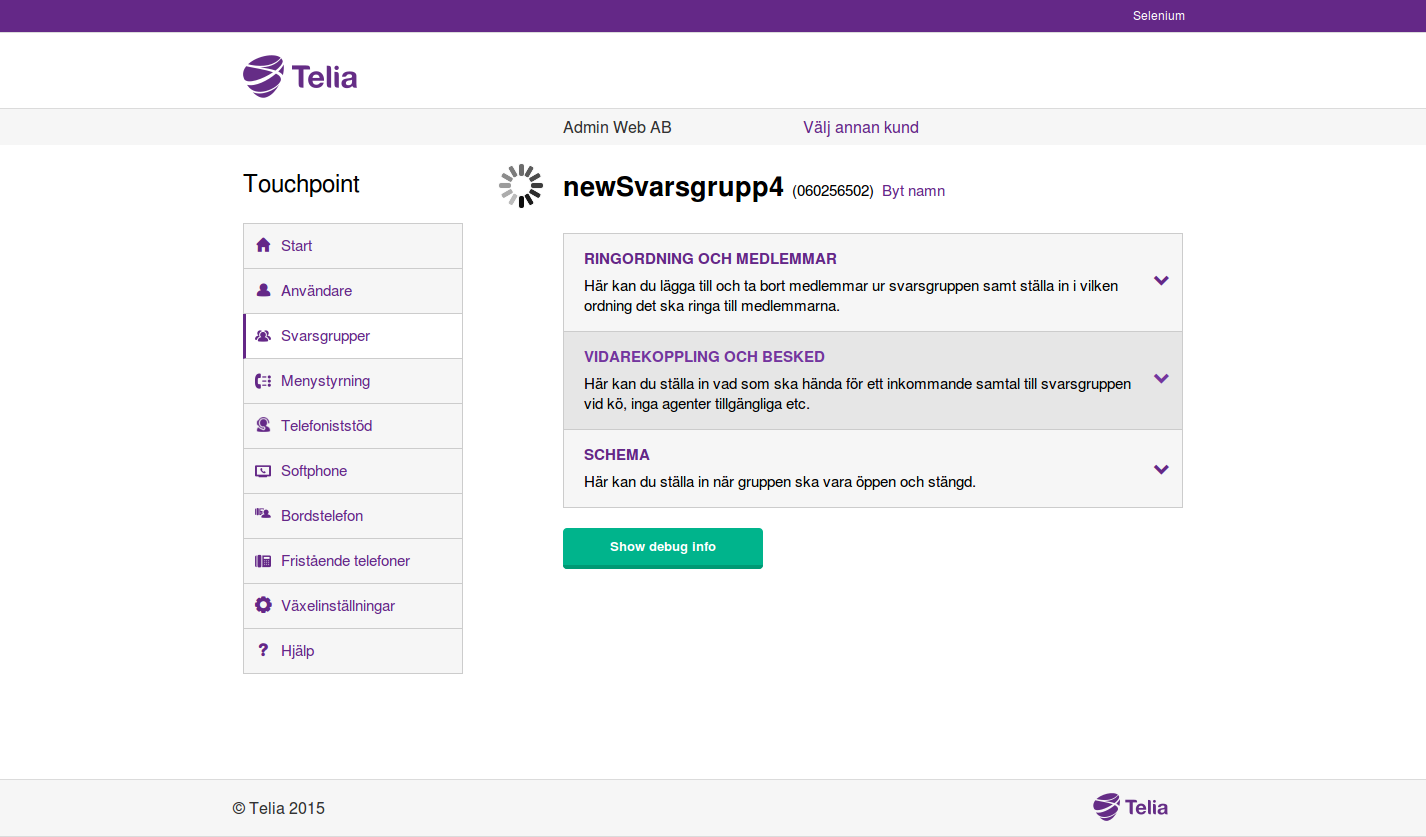 Selenium
Telia
Admin Web AB
Välj annan kund
Touchpoint
newSvarsgrupp4 (060256502) Byt namn
Start
Användare
Svarsgrupper
Menystyrning
Telefoniststöd
Softphone
Bordstelefon
Fristående telefoner
Växelinställningar
Hjälp
RINGORDNING OCH MEDLEMMAR
Här kan du lägga till och ta bort medlemmar ur svarsgruppen samt ställa in i vilken
ordning det ska ringa till medlemmarna.
VIDAREKOPPLING OCH BESKED
Här kan du ställa in vad som ska hända för ett inkommande samtal till svarsgruppen
vid kö, inga agenter tillgängliga etc.
SCHEMA
Här kan du ställa in när gruppen ska vara öppen och stängd.
Show debug info
© Telia 2015
Telia